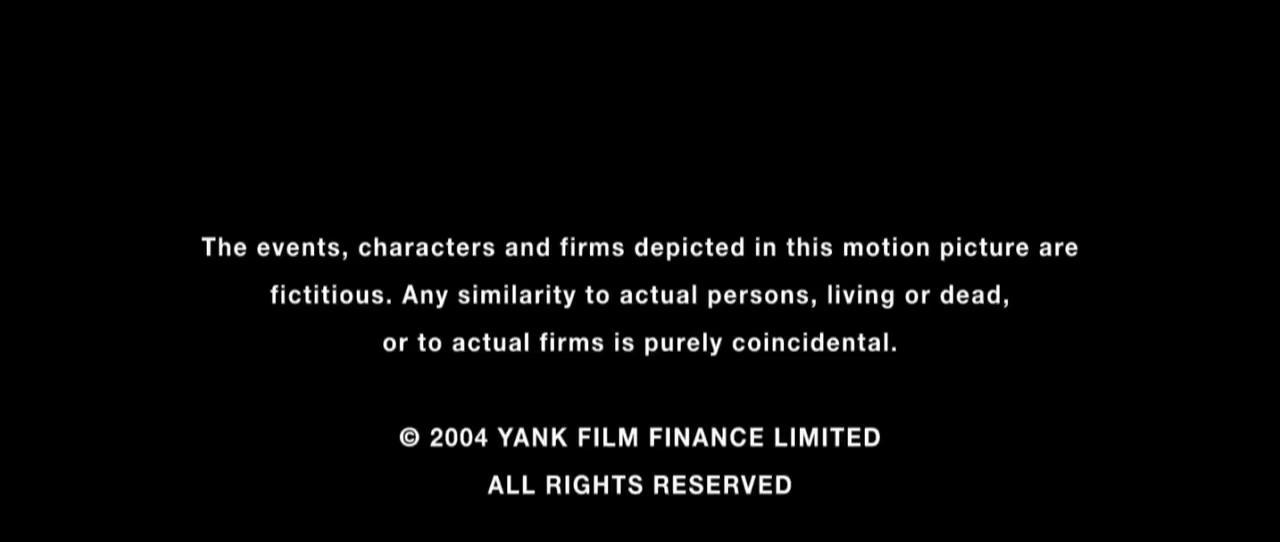 The events, characters and firms depicted in this motion picture are
fictitious. Any similarity to actual persons, living or dead,
or to actual firms is purely coincidental.
© 2004 YANK FILM FINANCE LIMITED
ALL RIGHTS RESERVED